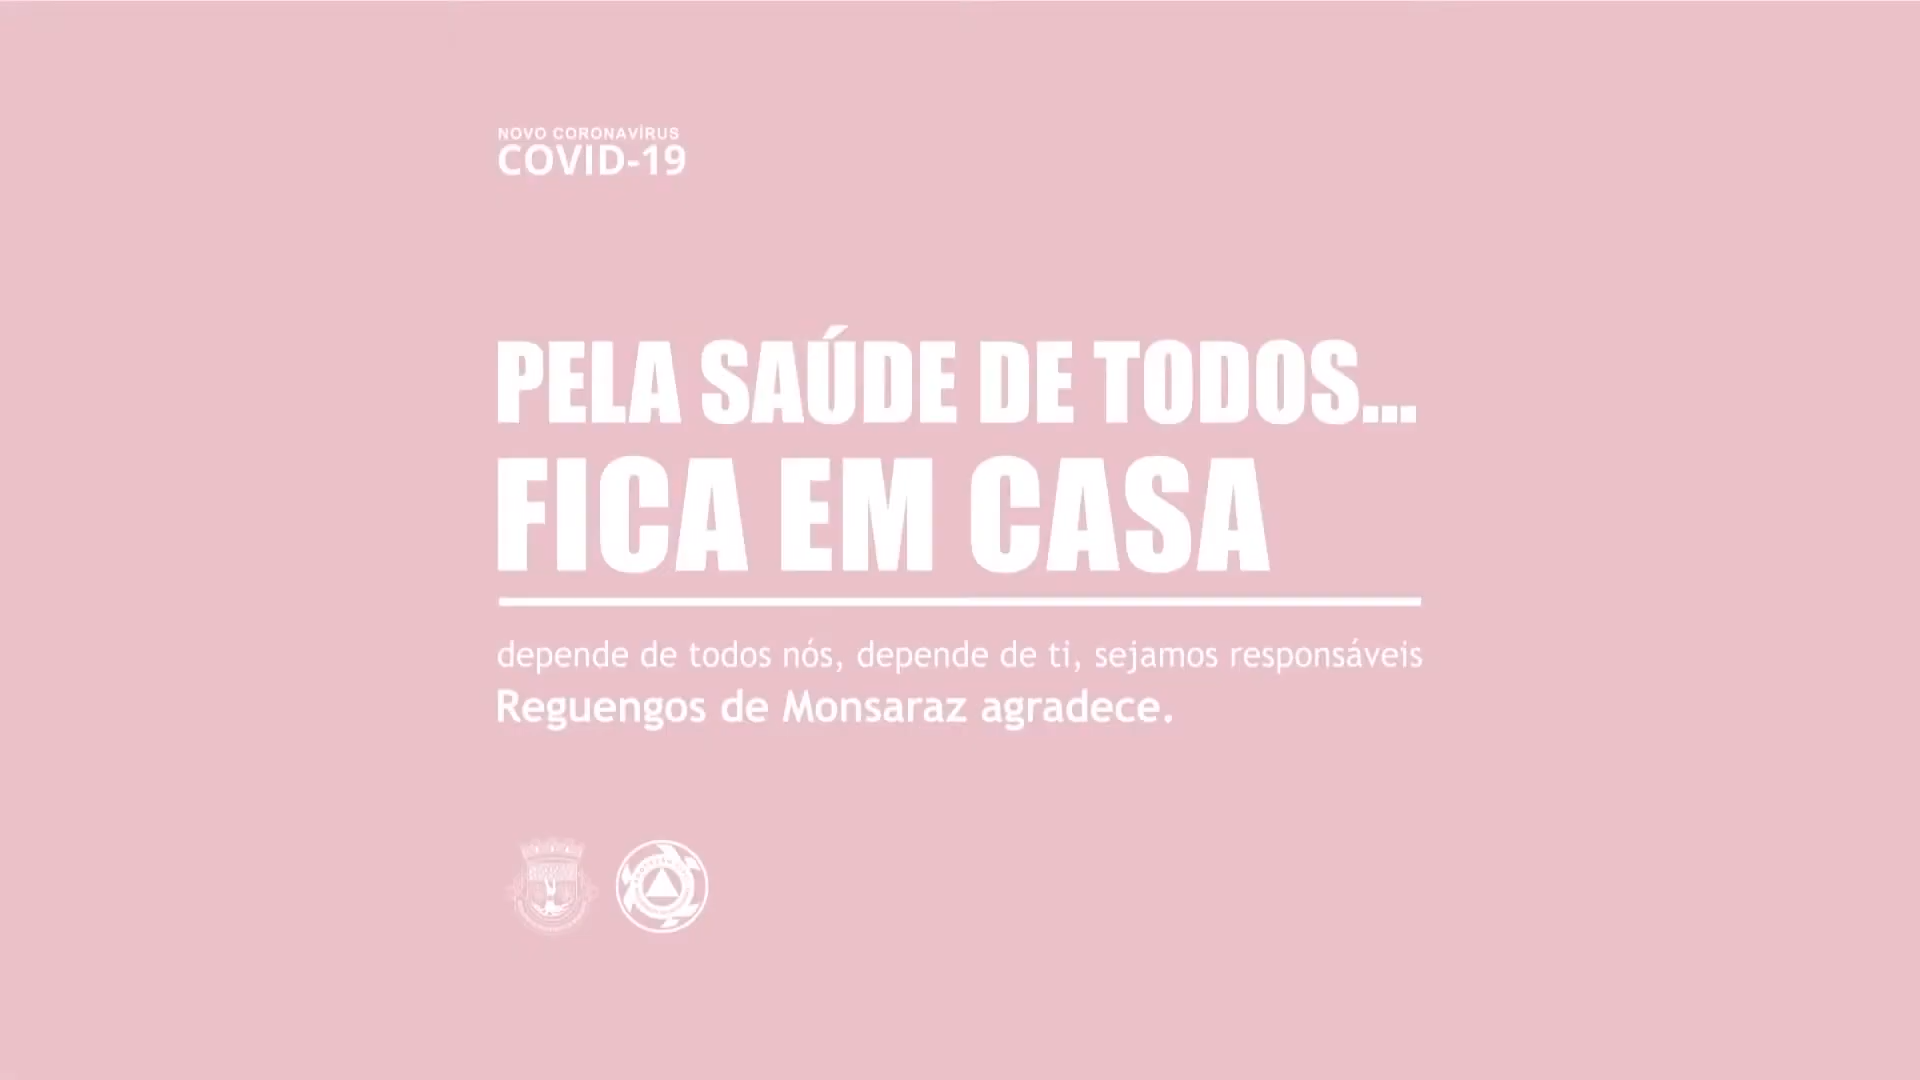 NOVO CORONAVÍRUS
COVID-19
PELA SAÚDE DE TODOS...
FICA EM CASA
depende de todos nós, depende de ti, sejamos responsáveis
Reguengos de Monsaraz agradece.